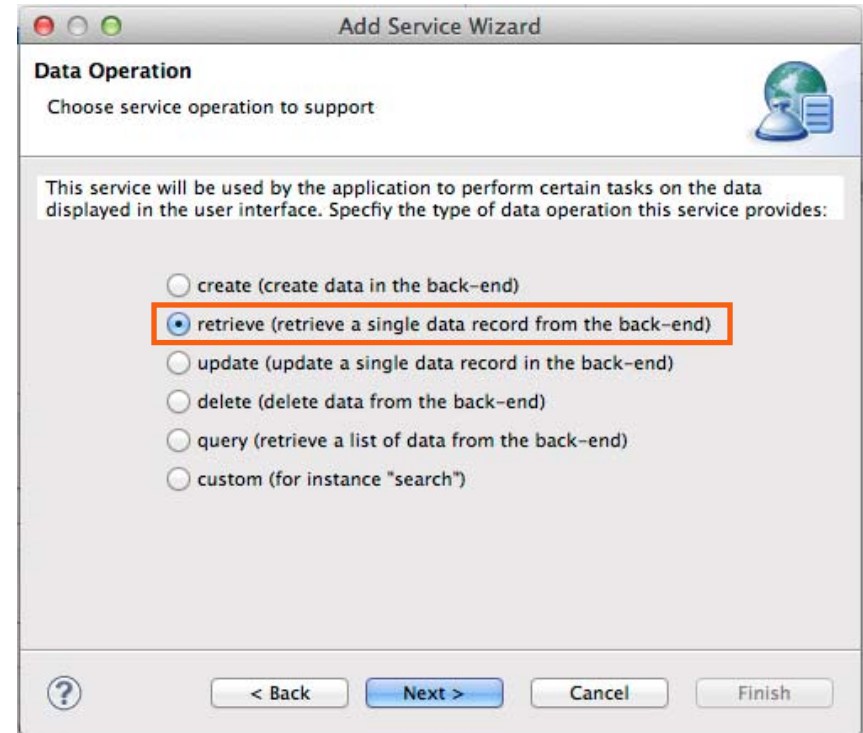 Add Service Wizard
Data Operation
Choose service operation to support
This service will be used by the application to perform certain tasks on the data
displayed in the user interface. Specfiy the type of data operation this service provides:
create (create data in the back-end)
retrieve (retrieve a single data record from the back-end)
update (update a single data record in the back-end)
delete (delete data from the back-end)
query (retrieve a list of data from the back-end)
custom (for instance "search")
? < Back Next > Cancel Finish